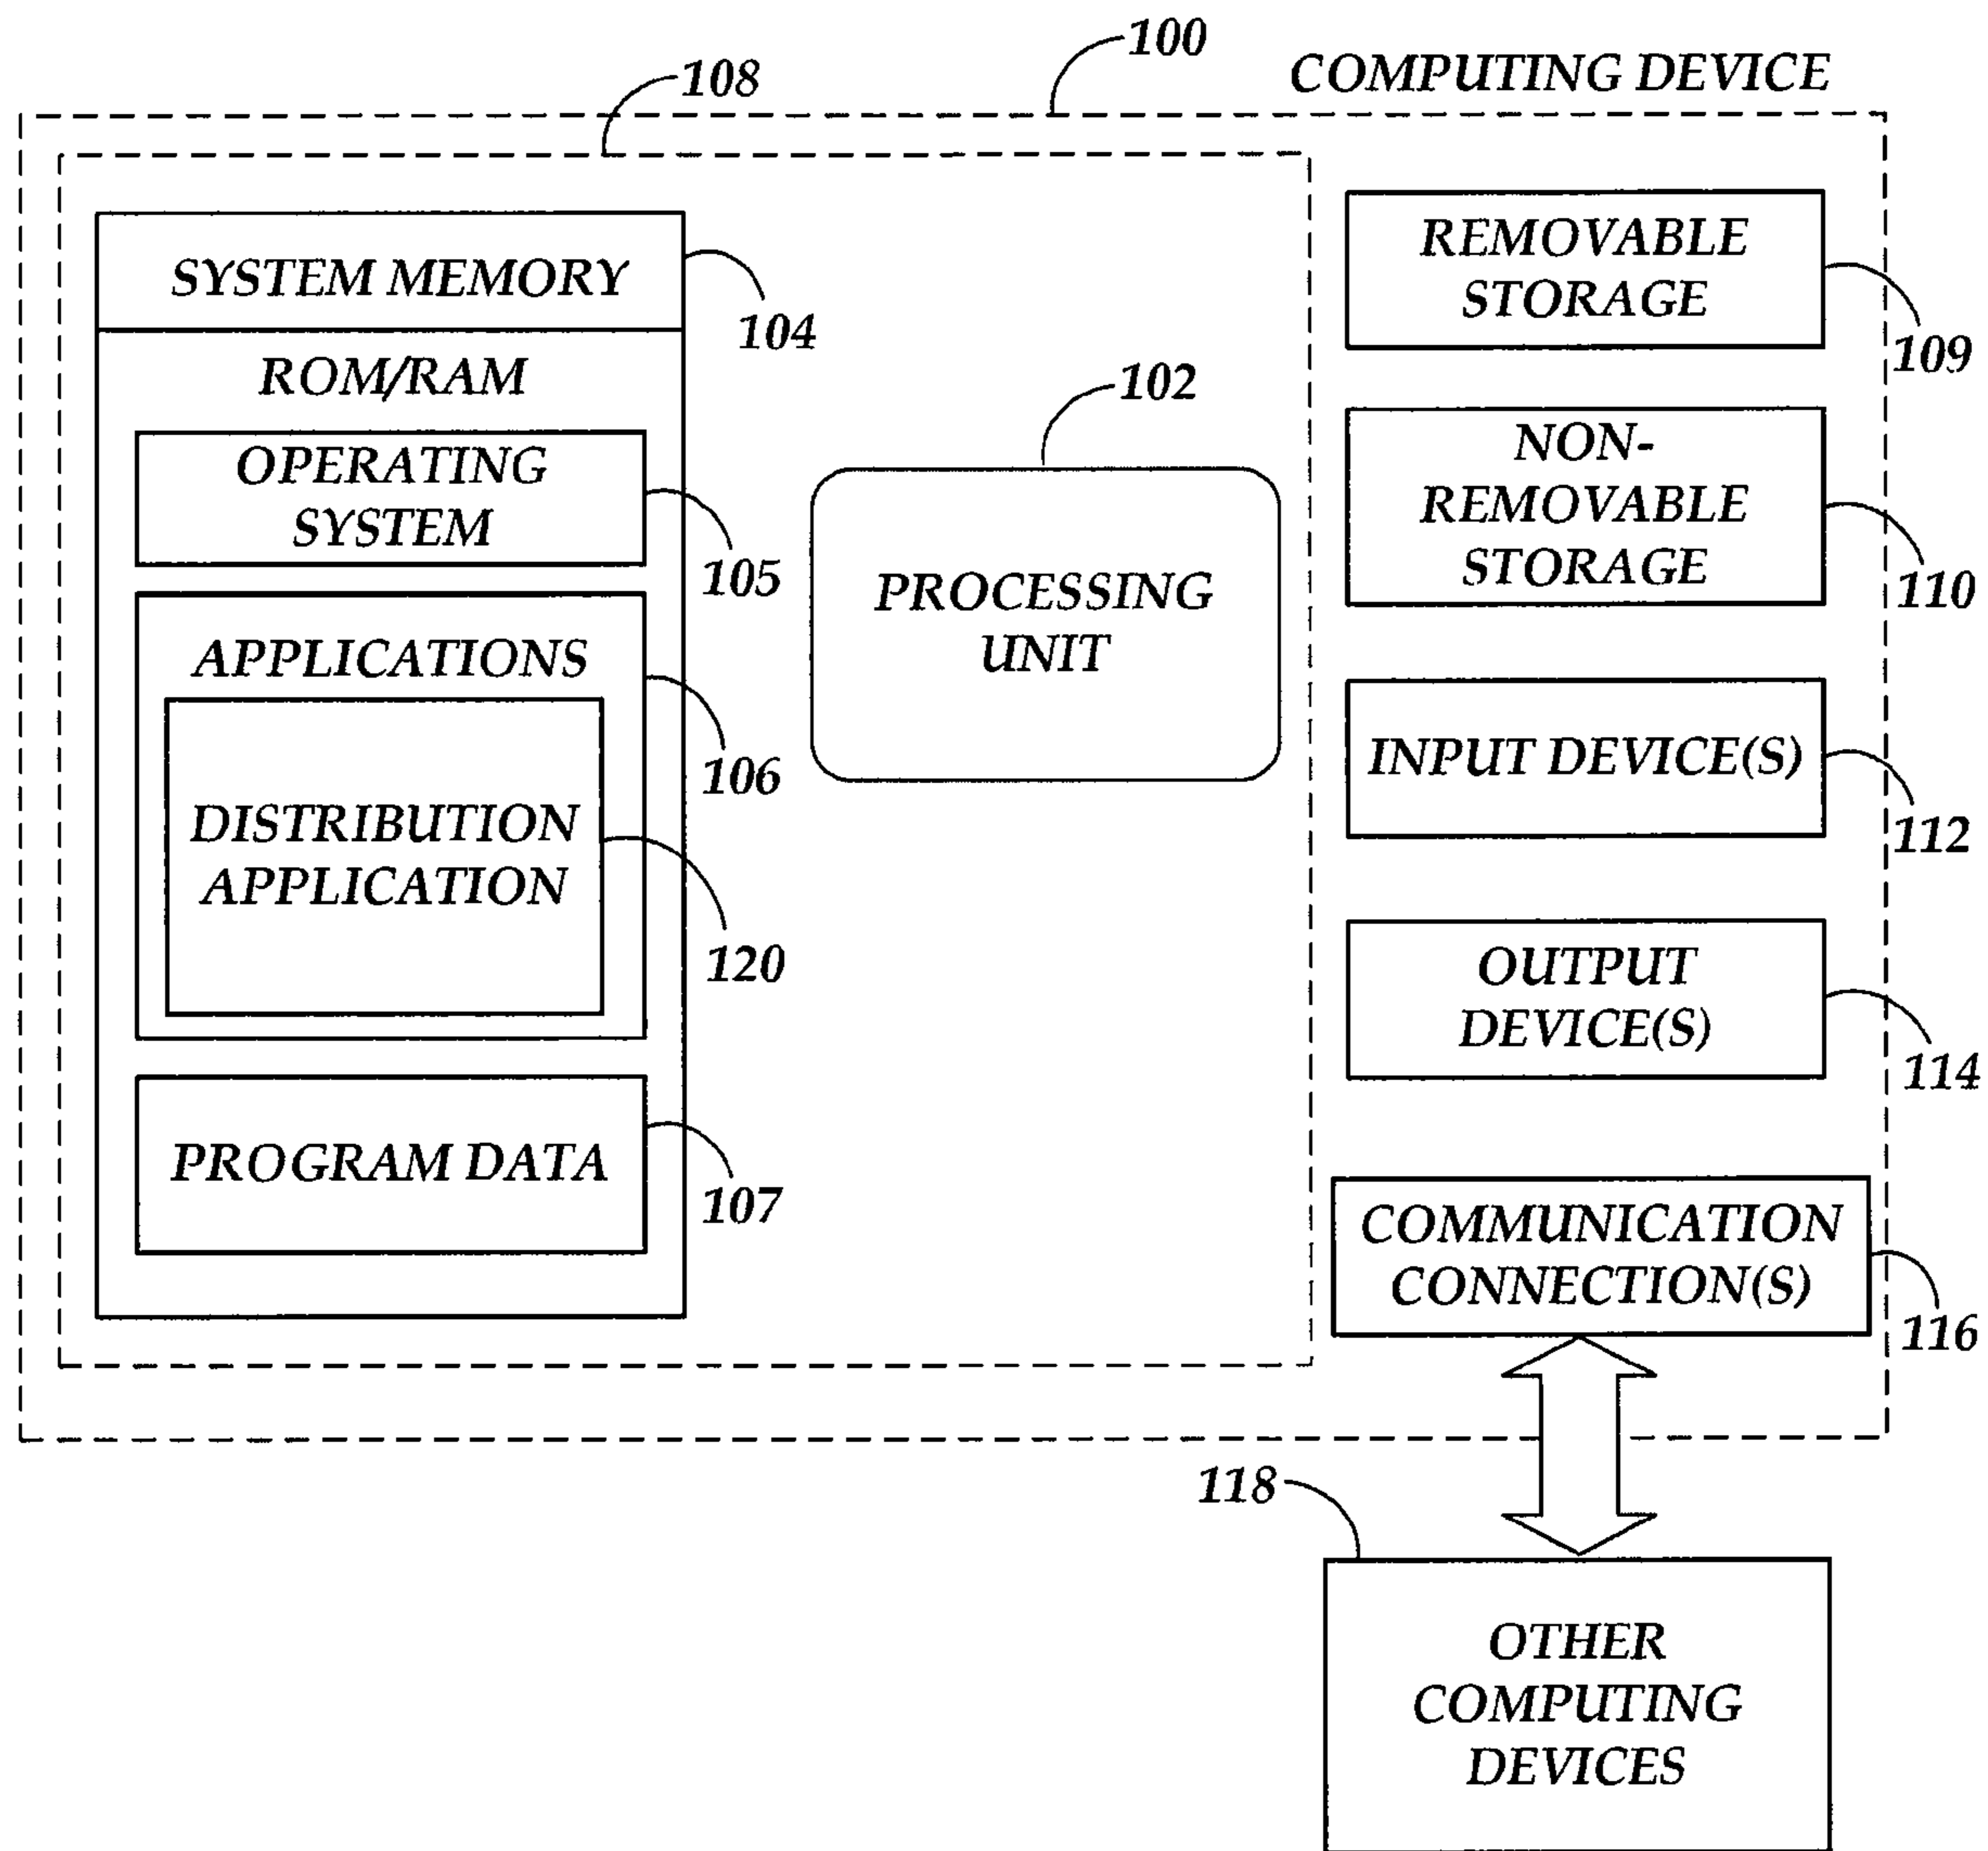 100
COMPUTING DEVICE
108
SYSTEM MEMORY
104
ROM/RAM
OPERATING
SYSTEM
105
APPLICATIONS
106
DISTRIBUTION
APPLICATION
120
PROGRAM DATA
107
102
PROCESSING
UNIT
REMOVABLE
STORAGE
109
NON-
REMOVABLE
STORAGE
110
INPUT DEVICE(S)
112
OUTPUT
DEVICE(S)
114
COMMUNICATION
CONNECTION(S)
116
118
OTHER
COMPUTING
DEVICES